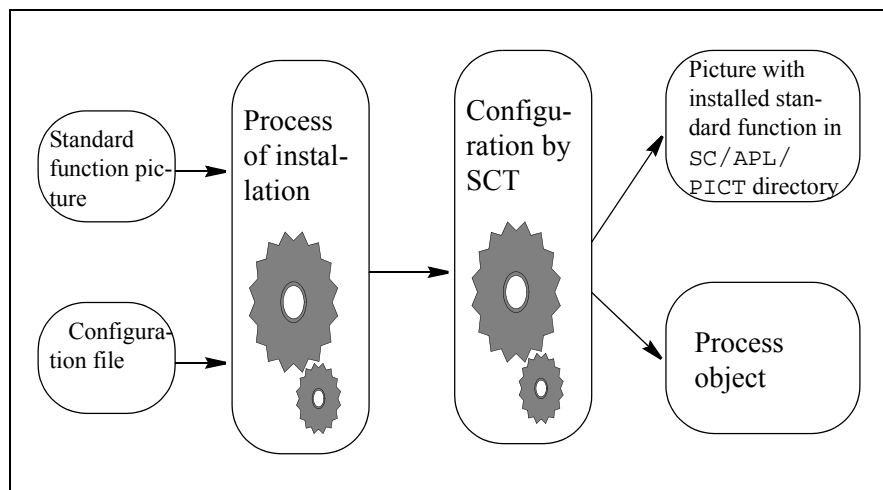 Standard
function pic-
ture
Configura-
tion file
Process
of instal-
lation
Configu-
ration by
SCT
Picture with
installed stan-
dard function in
SC/APL/
PICT directory
Process
object